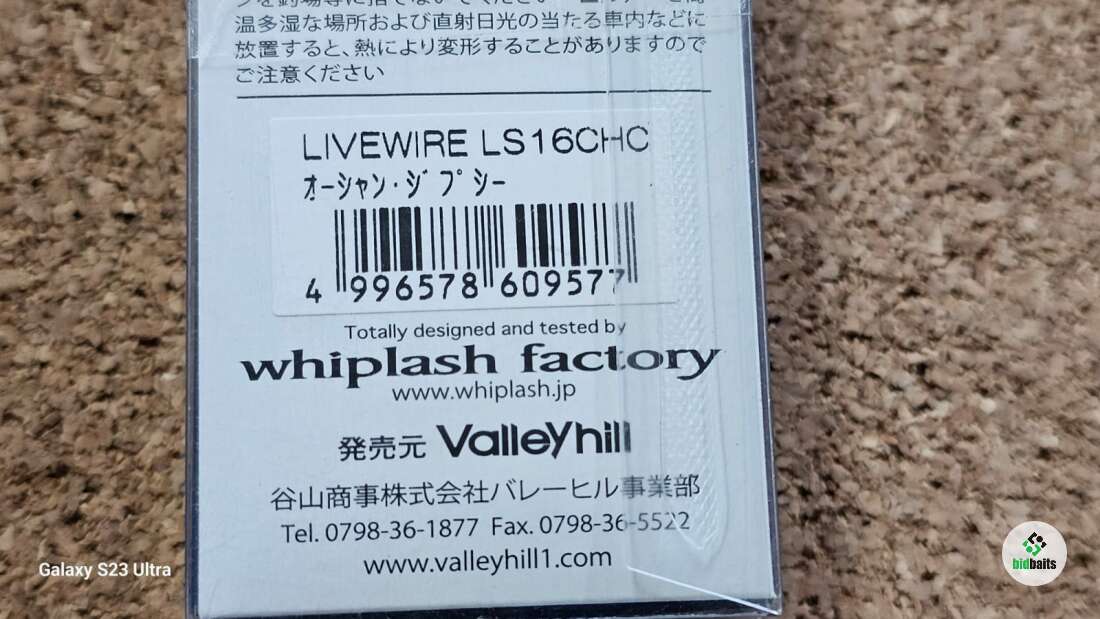 温多湿な場所および直射日光の当たる車内などに
放置すると、熱により変形することがありますので
ご注意ください
LIVEWIRE LS16CHC
オーシャン・ジプシー
4 996578 609577
Totally designed and tested by
whiplash factory
www.whiplash.jp
発売元 Valleyhill
谷山商事株式会社バレーヒル事業部
Tel. 0798-36-1877 Fax. 0798-36-5522
www.valleyhill1.com
Galaxy S23 Ultra
bidbaits